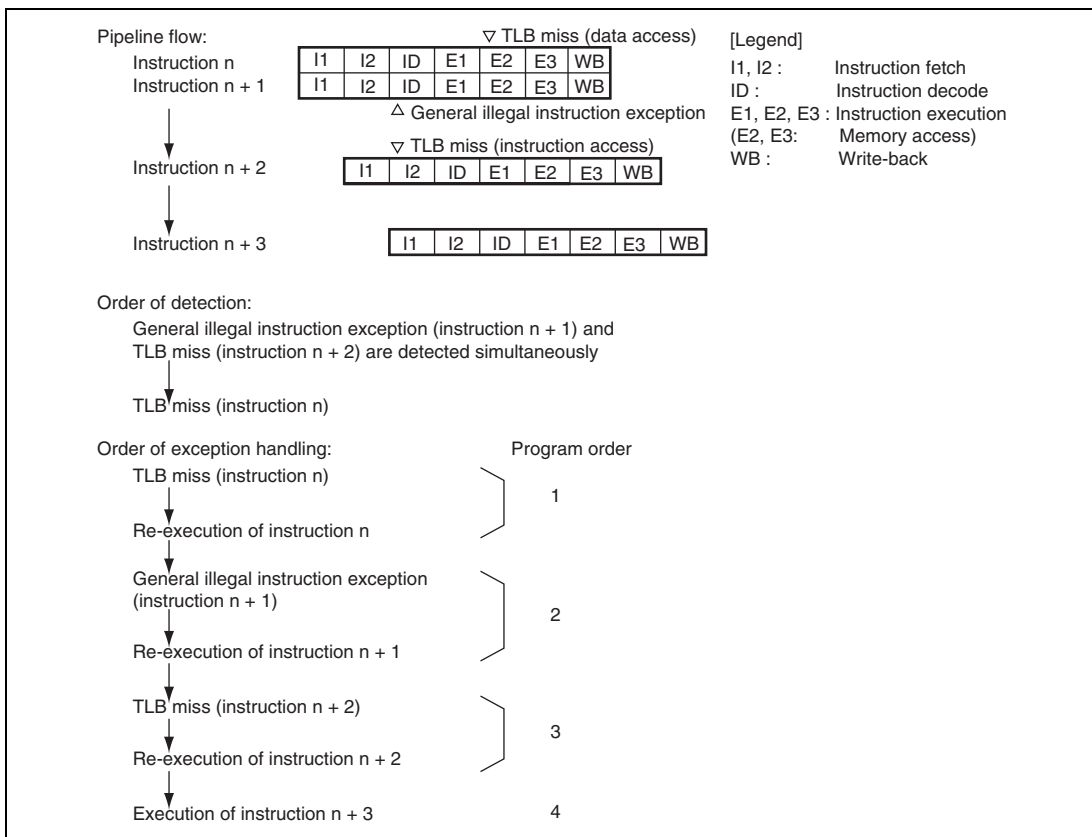 Pipeline flow:
▽ TLB miss (data access)
Instruction n I1 I2 ID E1 E2 E3 WB
Instruction n + 1 I1 I2 ID E1 E2 E3 WB
△ General illegal instruction exception
▽ TLB miss (instruction access)
Instruction n + 2 I1 I2 ID E1 E2 E3 WB
Instruction n + 3 I1 I2 ID E1 E2 E3 WB
[Legend]
I1, I2 : Instruction fetch
ID : Instruction decode
E1, E2, E3 : Instruction execution
(E2, E3: Memory access)
WB : Write-back
Order of detection:
General illegal instruction exception (instruction n + 1) and
TLB miss (instruction n + 2) are detected simultaneously
TLB miss (instruction n)
Order of exception handling: Program order
TLB miss (instruction n)
1
Re-execution of instruction n
General illegal instruction exception
(instruction n + 1)
2
Re-execution of instruction n + 1
TLB miss (instruction n + 2)
3
Re-execution of instruction n + 2
Execution of instruction n + 3 4